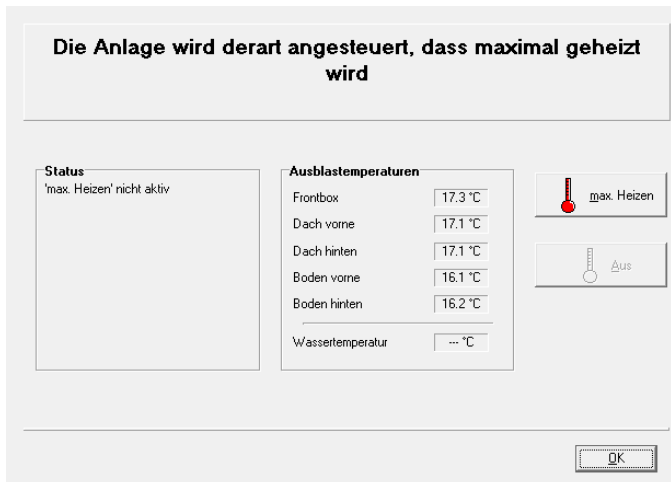 Die Anlage wird derart angesteuert, dass maximal geheizt
wird
Status
'max. Heizen' nicht aktiv
Ausblastemperaturen
Frontbox 17.3 °C
Dach vorne 17.1 °C
Dach hinten 17.1 °C
Boden vorne 16.1 °C
Boden hinten 16.2 °C
Wassertemperatur --- °C
max. Heizen
Aus
OK